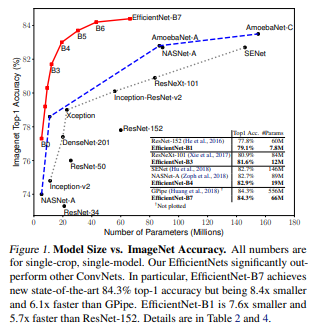 84
82
80
78
76
74
Imagenet Top-1 Accuracy (%)
EfficientNet-B7
B6
B5
B4
B3
B0
AmoebaNet-A
AmoebaNet-C
NASNet-A
SENet
ResNeXt-101
Inception-ResNet-v2
Xception
ResNet-152
DenseNet-201
ResNet-50
Inception-v2
NASNet-A
ResNet-34
Top1 Acc. #Params
ResNet-152 (He et al., 2016) 77.8% 60M
EfficientNet-B1 79.1% 7.8M
ResNeXt-101 (Xie et al., 2017) 80.9% 84M
EfficientNet-B3 81.6% 12M
SENet (Hu et al., 2018) 82.7% 146M
NASNet-A (Zoph et al., 2018) 82.7% 89M
EfficientNet-B4 82.9% 19M
GPipe (Huang et al., 2018) † 84.3% 556M
EfficientNet-B7 84.3% 66M
†Not plotted
0 20 40 60 80 100 120 140 160 180
Number of Parameters (Millions)
Figure 1. Model Size vs. ImageNet Accuracy. All numbers are
for single-crop, single-model. Our EfficientNets significantly out-
perform other ConvNets. In particular, EfficientNet-B7 achieves
new state-of-the-art 84.3% top-1 accuracy but being 8.4x smaller
and 6.1x faster than GPipe. EfficientNet-B1 is 7.6x smaller and
5.7x faster than ResNet-152. Details are in Table 2 and 4.